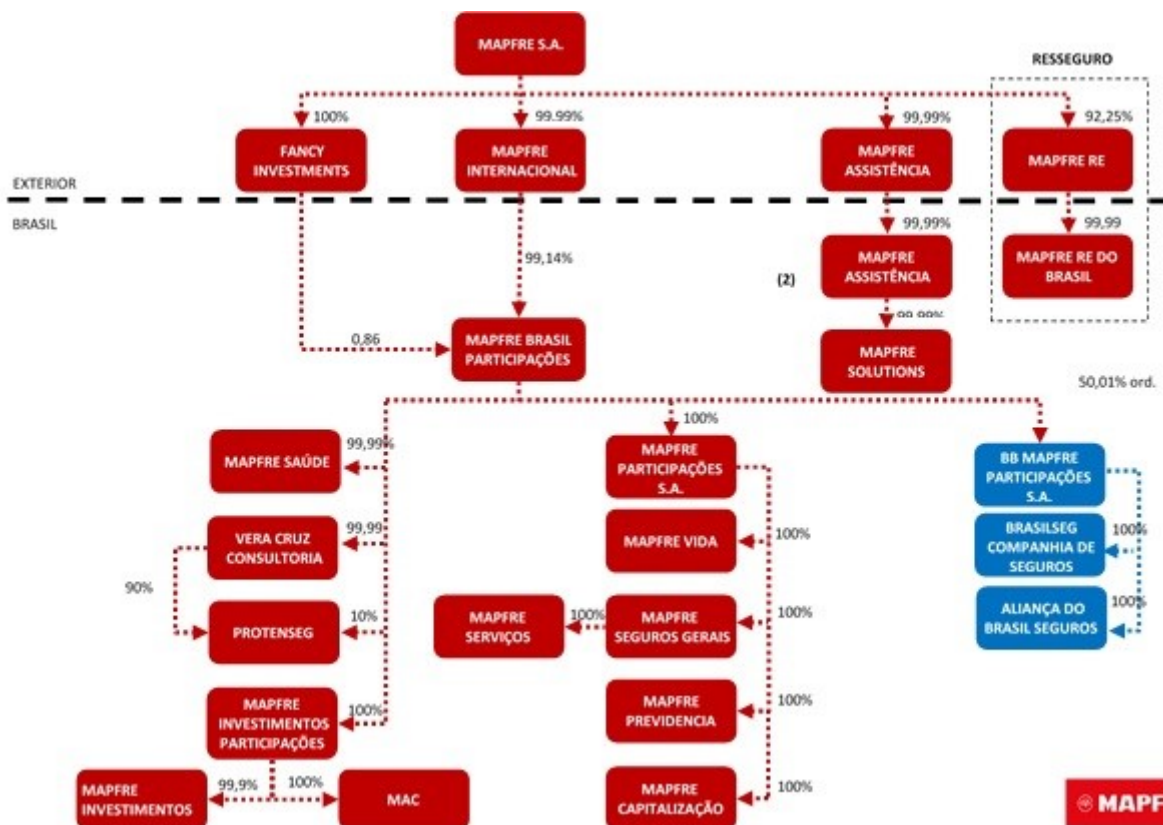 MAPFRE S.A.
RESSEGURO
100%
99.99%
99,99%
92,25%
FANCY
INVESTMENTS
MAPFRE
INTERNACIONAL
MAPFRE
ASSISTÊNCIA
MAPFRE RE
EXTERIOR
BRASIL
99,14%
99,99%
99,99
MAPFRE
ASSISTÊNCIA
MAPFRE RE DO
BRASIL
(2)
99,99%
0,86
MAPFRE BRASIL
PARTICIPAÇÕES
MAPFRE
SOLUTIONS
50,01% ord.
100%
MAPFRE SAÚDE
99,99%
MAPFRE
PARTICIPAÇÕES
S.A.
BB MAPFRE
PARTICIPAÇÕES
S.A.
VERA CRUZ
CONSULTORIA
99,99
MAPFRE VIDA
100%
BRASILSEG
COMPANHIA DE
SEGUROS
100%
90%
PROTENSEG
10%
MAPFRE
SERVIÇOS
100%
MAPFRE
SEGUROS GERAIS
100%
ALIANÇA DO
BRASIL SEGUROS
100%
MAPFRE
INVESTIMENTOS
PARTICIPAÇÕES
100%
MAPFRE
PREVIDENCIA
100%
MAPFRE
INVESTIMENTOS
99,9%
100%
MAC
MAPFRE
CAPITALIZAÇÃO
100%
MAPF